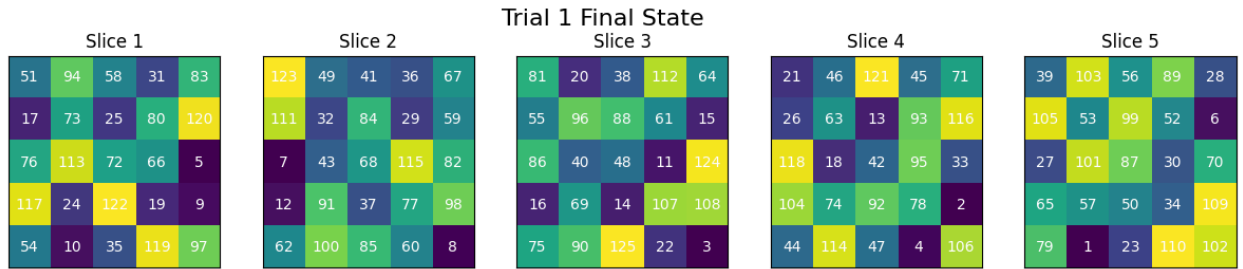 Trial 1 Final State
Slice 1 Slice 2 Slice 3 Slice 4 Slice 5
51 94 58 31 83 123 49 41 36 67 81 20 38 112 64 21 46 121 45 71 39 103 56 89 28
17 73 25 80 120 111 32 84 29 59 55 96 88 61 15 26 63 13 93 116 105 53 99 52 6
76 113 72 66 5 7 43 68 115 82 86 40 48 11 124 118 18 42 95 33 27 101 87 30 70
117 24 122 19 9 12 91 37 77 98 16 69 14 107 108 104 74 92 78 2 65 57 50 34 109
54 10 35 119 97 62 100 85 60 8 75 90 125 22 3 44 114 47 4 106 79 1 23 110 102